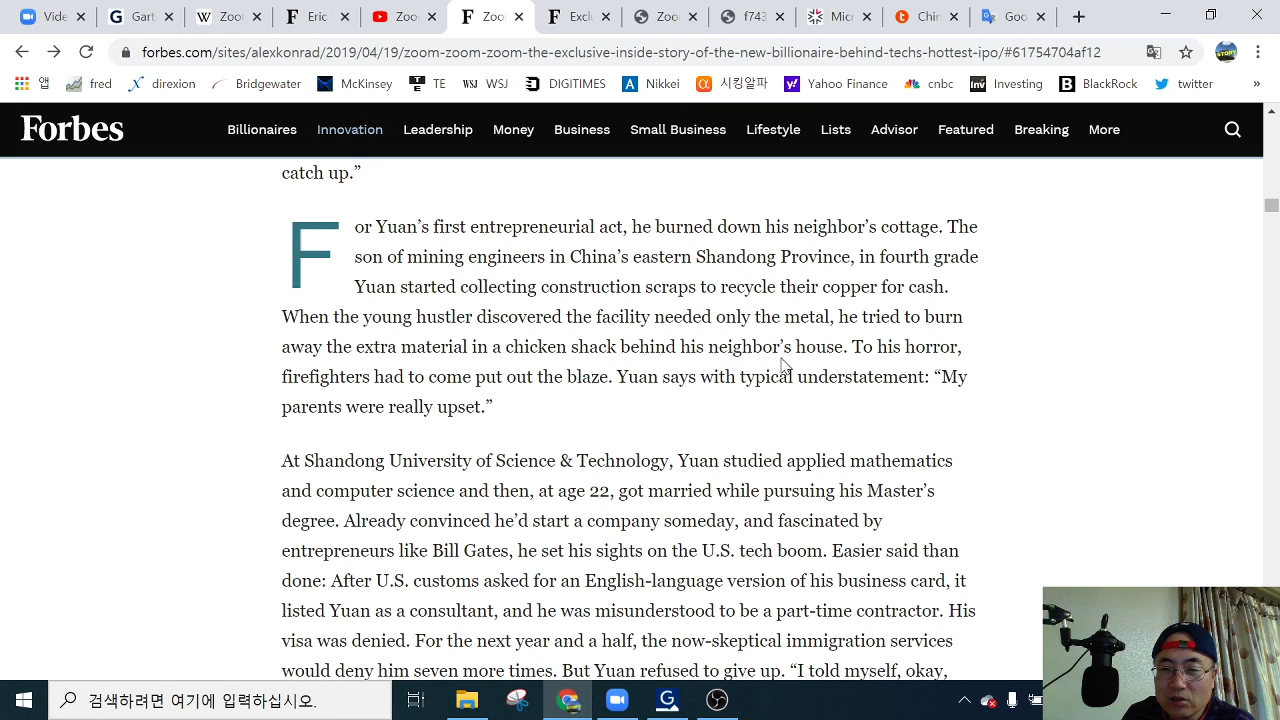 Vide
Gart
Zoon
Eric
Zoo
Zoo
Exclu
Zoo
f743
Micr
Chin
Goo
forbes.com/sites/alexkonrad/2019/04/19/zoom-zoom-zoom-the-exclusive-inside-story-of-the-new-billionaire-behind-techs-hottest-ipo/#61754704af12
앱 fred direxion Bridgewater McKinsey TE WSJ DIGITIMES Nikkei 시킹알파 Yahoo Finance cnbc Investing BlackRock twitter »
Forbes
Billionaires Innovation Leadership Money Business Small Business Lifestyle Lists Advisor Featured Breaking More
catch up.”
For Yuan’s first entrepreneurial act, he burned down his neighbor’s cottage. The
son of mining engineers in China’s eastern Shandong Province, in fourth grade
Yuan started collecting construction scraps to recycle their copper for cash.
When the young hustler discovered the facility needed only the metal, he tried to burn
away the extra material in a chicken shack behind his neighbor’s house. To his horror,
firefighters had to come put out the blaze. Yuan says with typical understatement: “My
parents were really upset.”
At Shandong University of Science & Technology, Yuan studied applied mathematics
and computer science and then, at age 22, got married while pursuing his Master’s
degree. Already convinced he’d start a company someday, and fascinated by
entrepreneurs like Bill Gates, he set his sights on the U.S. tech boom. Easier said than
done: After U.S. customs asked for an English-language version of his business card, it
listed Yuan as a consultant, and he was misunderstood to be a part-time contractor. His
visa was denied. For the next year and a half, the now-skeptical immigration services
would deny him seven more times. But Yuan refused to give up. “I told myself, okay,
검색하려면 여기에 입력하십시오.